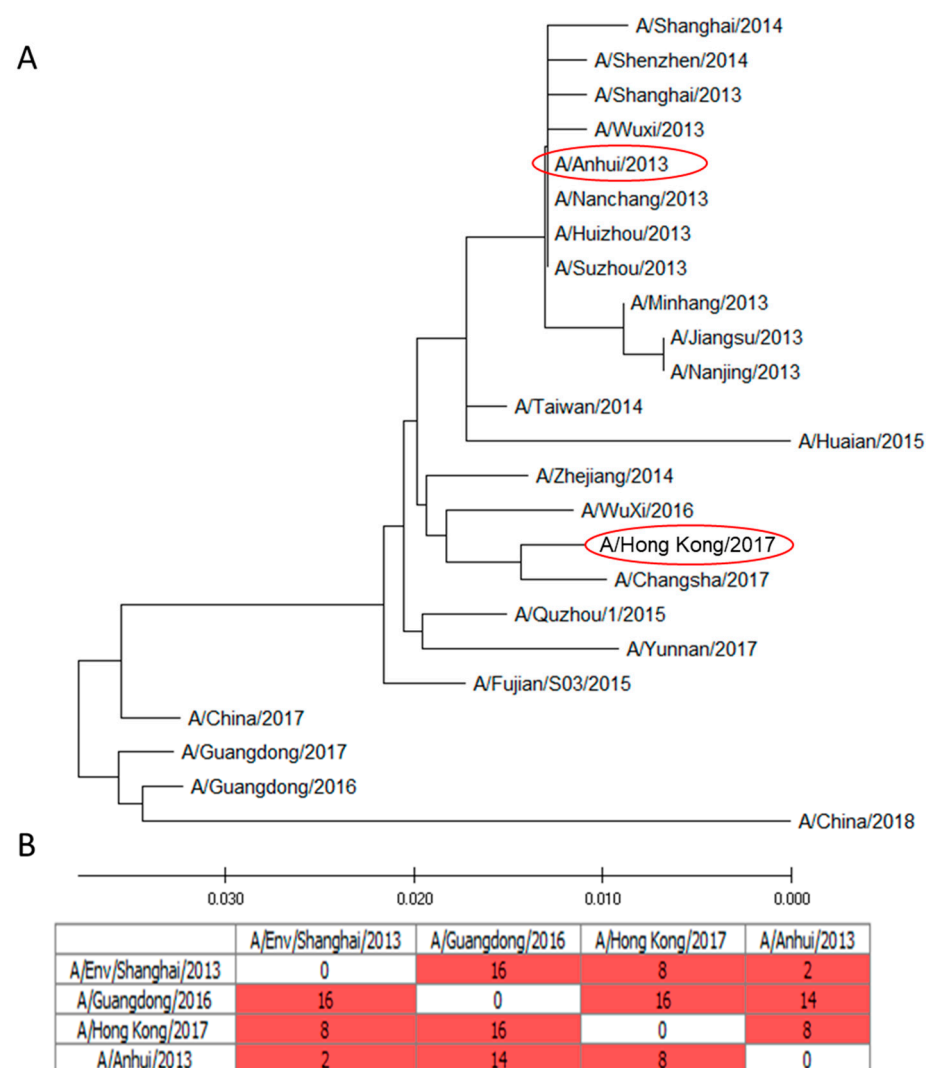 A
A/Shanghai/2014
A/Shenzhen/2014
A/Shanghai/2013
A/Wuxi/2013
A/Anhui/2013
A/Nanchang/2013
A/Huizhou/2013
A/Suzhou/2013
A/Minhang/2013
A/Jiangsu/2013
A/Nanjing/2013
A/Taiwan/2014
A/Huaian/2015
A/Zhejiang/2014
A/WuXi/2016
A/Hong Kong/2017
A/Changsha/2017
A/Quzhou/1/2015
A/Yunnan/2017
A/Fujian/S03/2015
A/China/2017
A/Guangdong/2017
A/Guangdong/2016
A/China/2018
B
0.030 0.020 0.010 0.000
A/Env/Shanghai/2013 A/Guangdong/2016 A/Hong Kong/2017 A/Anhui/2013
A/Env/Shanghai/2013 0 16 8 2
A/Guangdong/2016 16 0 16 14
A/Hong Kong/2017 8 16 0 8
A/Anhui/2013 2 14 8 0